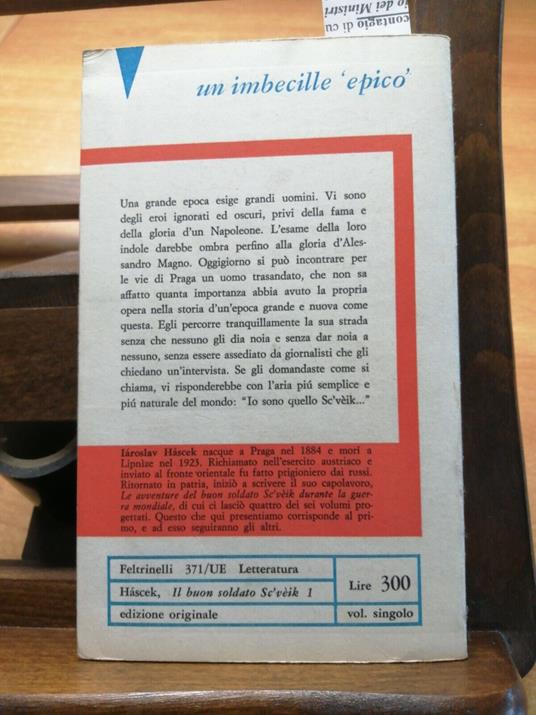 contagio di cu
io dei Ministri
un imbecille 'epico'
Una grande epoca esige grandi uomini. Vi sono
degli eroi ignorati ed oscuri, privi della fama e
della gloria d'un Napoleone. L'esame della loro
indole darebbe ombra perfino alla gloria d'Ales-
sandro Magno. Oggigiorno si può incontrare per
le vie di Praga un uomo trasandato, che non sa
affatto quanta importanza abbia avuto la propria
opera nella storia d'un'epoca grande e nuova come
questa. Egli percorre tranquillamente la sua strada
senza che nessuno gli dia noia e senza dar noia a
nessuno, senza essere assediato da giornalisti che gli
chiedano un'intervista. Se gli domandaste come si
chiama, vi risponderebbe con l'aria piú semplice e
piú naturale del mondo: "Io sono quello Sc'vèik..."
Iároslav Háscek nacque a Praga nel 1884 e morí a
Lipnize nel 1923. Richiamato nell'esercito austriaco e
inviato al fronte orientale fu fatto prigioniero dai russi.
Ritornato in patria, iniziò a scrivere il suo capolavoro,
Le avventure del buon soldato Sc'vèik durante la guer-
ra mondiale, di cui ci lasciò quattro dei sei volumi pro-
gettati. Questo che qui presentiamo corrisponde al pri-
mo, e ad esso seguiranno gli altri.
Feltrinelli 371/UE Letteratura
Háscek, Il buon soldato Sc'vèik 1
edizione originale
Lire 300
vol. singolo